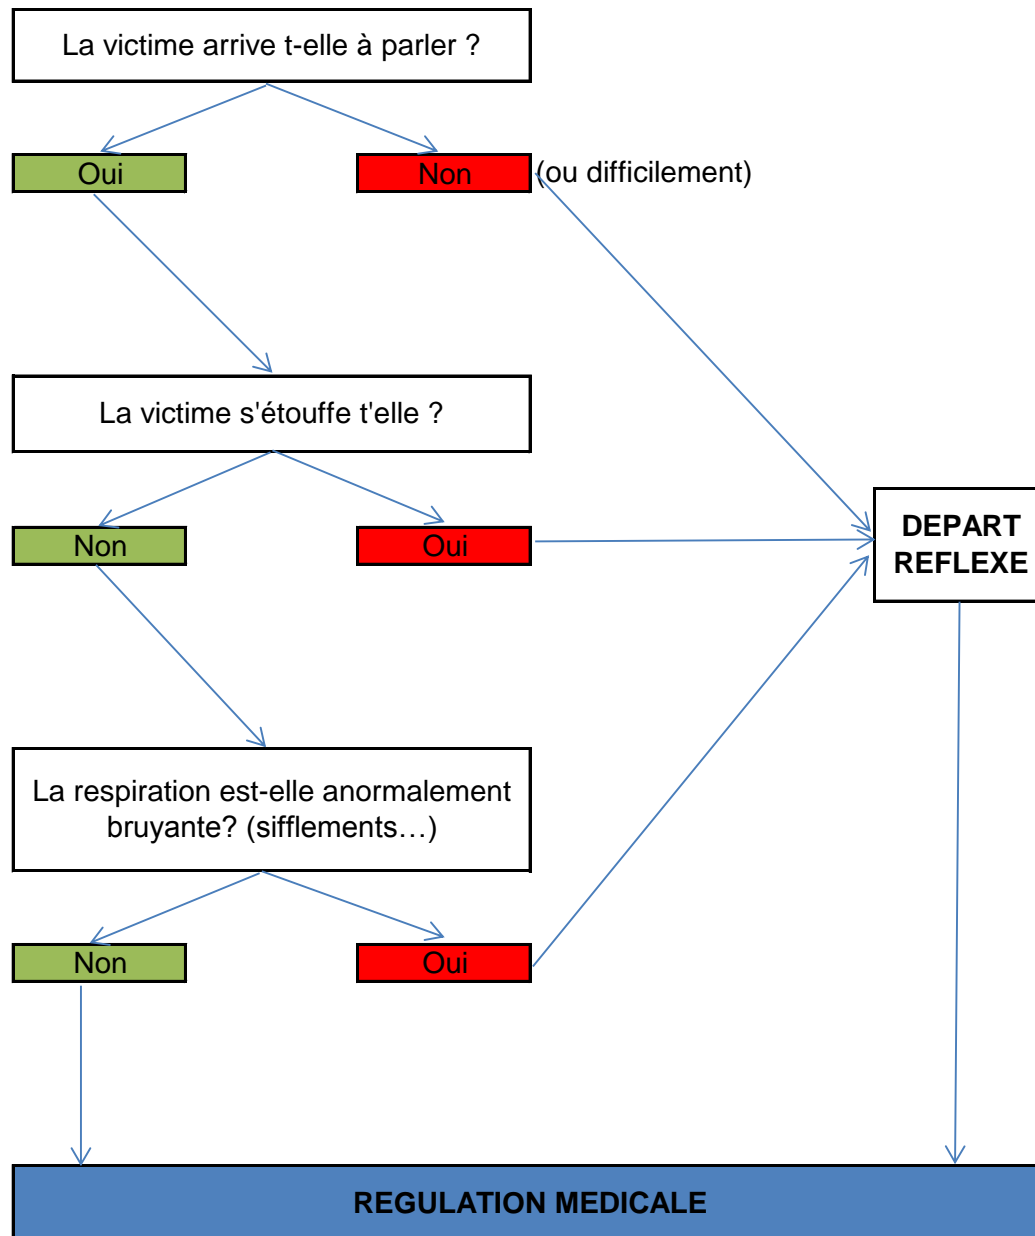 La victime arrive t-elle à parler ?
Oui
Non
(ou difficilement)
La victime s'étouffe t'elle ?
Non
Oui
DEPART
REFLEXE
La respiration est-elle anormalement
bruyante? (sifflements…)
Non
Oui
REGULATION MEDICALE